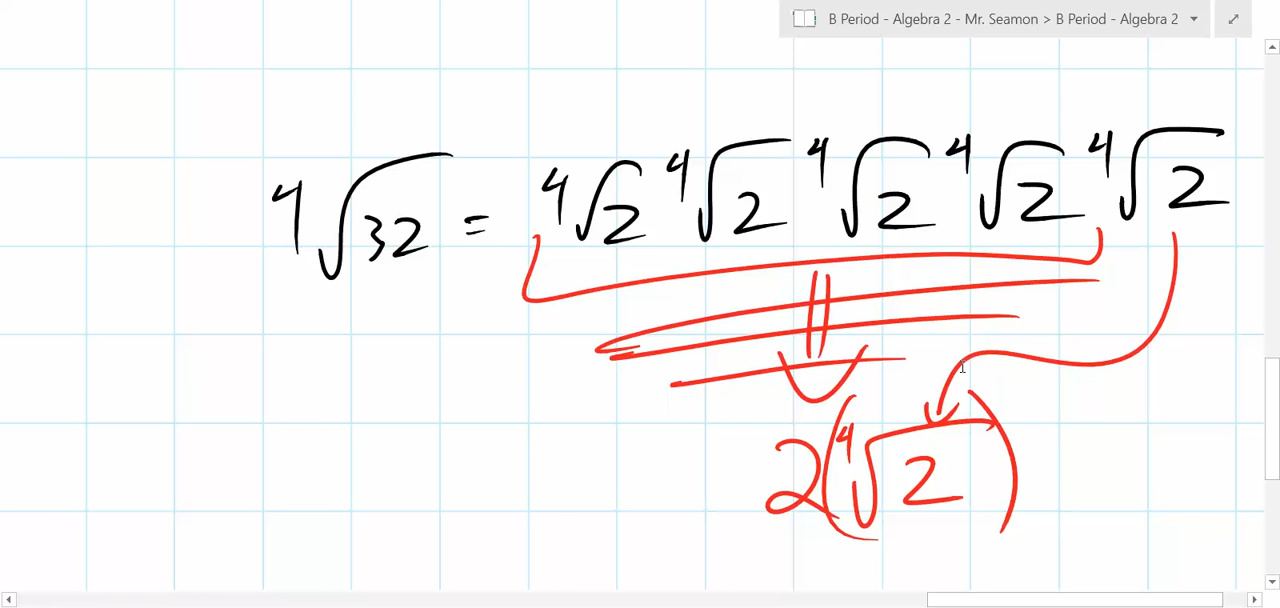 B Period - Algebra 2 - Mr. Seamon > B Period - Algebra 2
⁴√32 = ⁴√2 ⁴√2 ⁴√2 ⁴√2 ⁴√2
2(⁴√2)